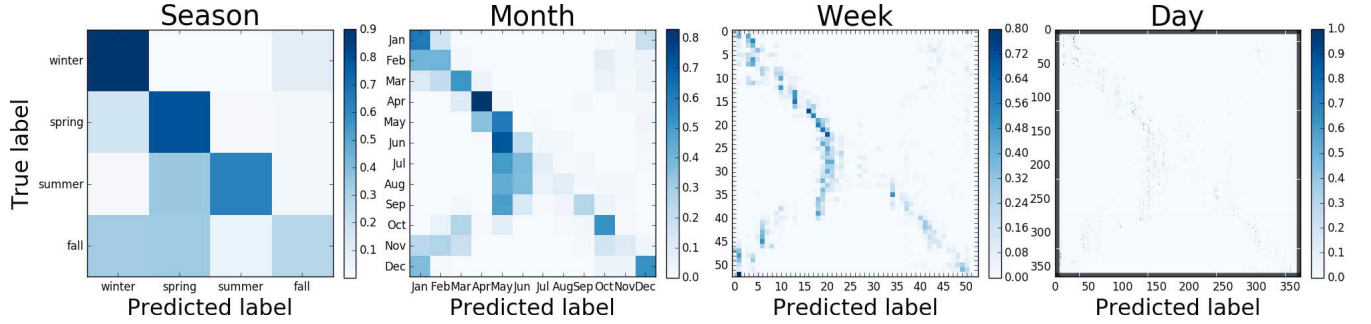 Season
Month
Week
Day
True label
winter
spring
summer
fall
winter spring summer fall
Predicted label
0.9
0.8
0.7
0.6
0.5
0.4
0.3
0.2
0.1
Jan
Feb
Mar
Apr
May
Jun
Jul
Aug
Sep
Oct
Nov
Dec
Jan Feb Mar Apr May Jun Jul Aug Sep Oct Nov Dec
Predicted label
0.8
0.7
0.6
0.5
0.4
0.3
0.2
0.1
0.0
0
5
10
15
20
25
30
35
40
45
50
0 5 10 15 20 25 30 35 40 45 50
Predicted label
0.80
0.72
0.64
0.56
0.48
0.40
0.32
0.24
0.16
0.08
0.00
0
50
100
150
200
250
300
350
0 50 100 150 200 250 300 350
Predicted label
1.0
0.9
0.8
0.7
0.6
0.5
0.4
0.3
0.2
0.1
0.0